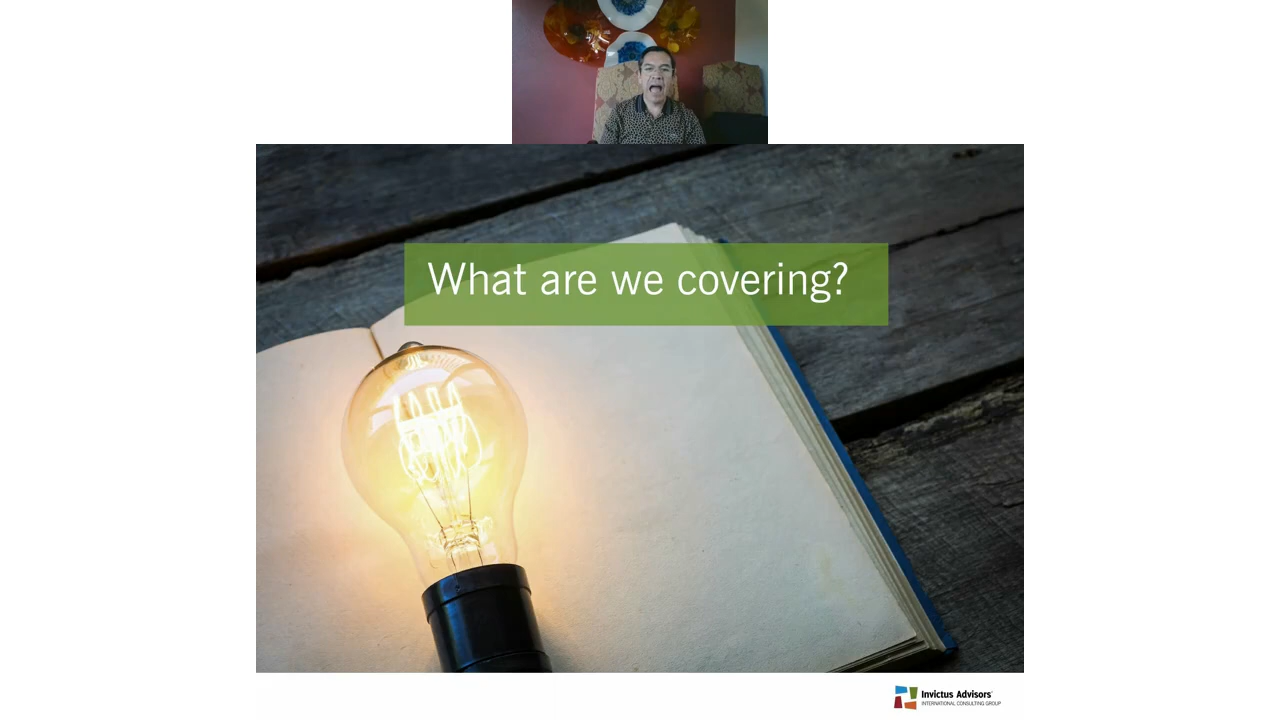 What are we covering?
Invictus Advisors
INTERNATIONAL CONSULTING GROUP